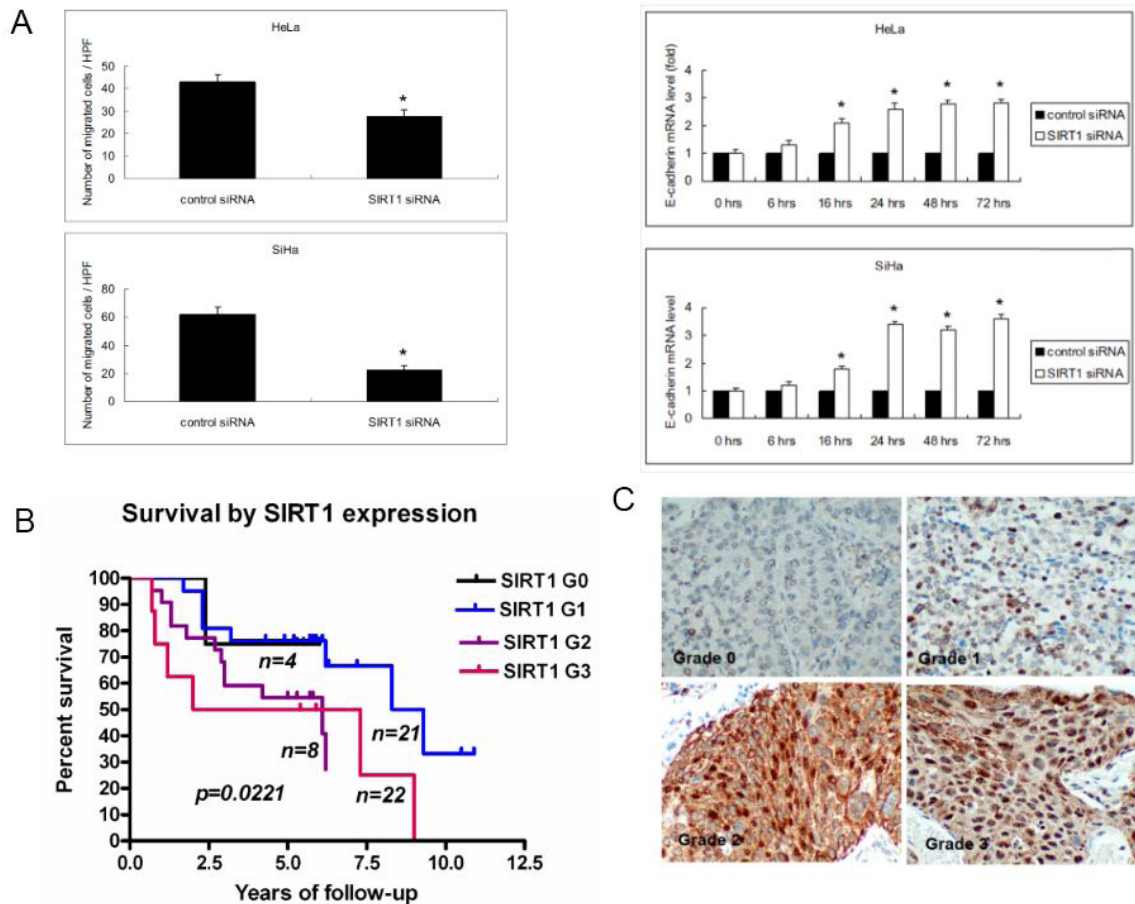 A
HeLa
Number of migrated cells / HPF
50
40
30
20
10
0
*
control siRNA
SIRT1 siRNA
SiHa
Number of migrated cells / HPF
80
70
60
50
40
30
20
10
0
*
control siRNA
SIRT1 siRNA
HeLa
E-cadherin mRNA level (fold)
4
3
2
1
0
* * * *
control siRNA
SIRT1 siRNA
0 hrs 6 hrs 16 hrs 24 hrs 48 hrs 72 hrs
SiHa
E-cadherin mRNA level
4
3
2
1
0
* * * *
control siRNA
SIRT1 siRNA
0 hrs 6 hrs 16 hrs 24 hrs 48 hrs 72 hrs
B
Survival by SIRT1 expression
Percent survival
100
90
80
70
60
50
40
30
20
10
0
SIRT1 G0
SIRT1 G1
SIRT1 G2
SIRT1 G3
n=4
n=21
n=8
n=22
p=0.0221
0.0 2.5 5.0 7.5 10.0 12.5
Years of follow-up
C
Grade 0
Grade 1
Grade 2
Grade 3